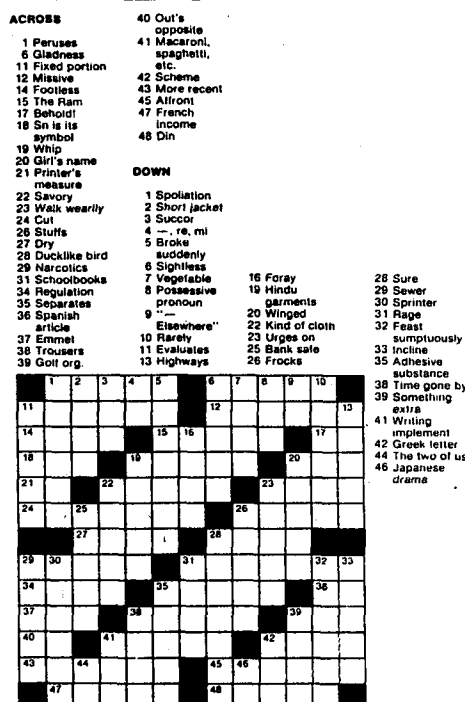 ACROSS
1 Peruses
6 Gladness
11 Fixed portion
12 Missive
14 Footless
15 The Ram
17 Behold!
18 Sn is its
symbol
19 Whip
20 Girl's name
21 Printer's
measure
22 Savory
23 Walk wearily
24 Cut
26 Stuffs
27 Dry
28 Ducklike bird
29 Narcotics
31 Schoolbooks
34 Regulation
35 Separates
36 Spanish
article
37 Emmet
38 Trousers
39 Golf org.
40 Out's
opposite
41 Macaroni,
spaghetti,
etc.
42 Scheme
43 More recent
45 Affront
47 French
income
48 Din
DOWN
1 Spoliation
2 Short jacket
3 Succor
4 —, re, mi
5 Broke
suddenly
6 Sightless
7 Vegetable
8 Possessive
pronoun
9 "—
Elsewhere"
10 Rarely
11 Evaluates
13 Highways
16 Foray
19 Hindu
garments
20 Winged
22 Kind of cloth
23 Urges on
25 Bank safe
26 Frocks
28 Sure
29 Sewer
30 Sprinter
31 Rage
32 Feast
sumptuously
33 Incline
35 Adhesive
substance
38 Time gone by
39 Something
extra
41 Writing
implement
42 Greek letter
44 The two of us
46 Japanese
drama
1 2 3 4 5 6 7 8 9 10
11 12 13
14 15 16 17
18 19 20
21 22 23
24 25 26
27 28
29 30 31 32 33
34 35 36
37 38 39
40 41 42
43 44 45 46
47 48